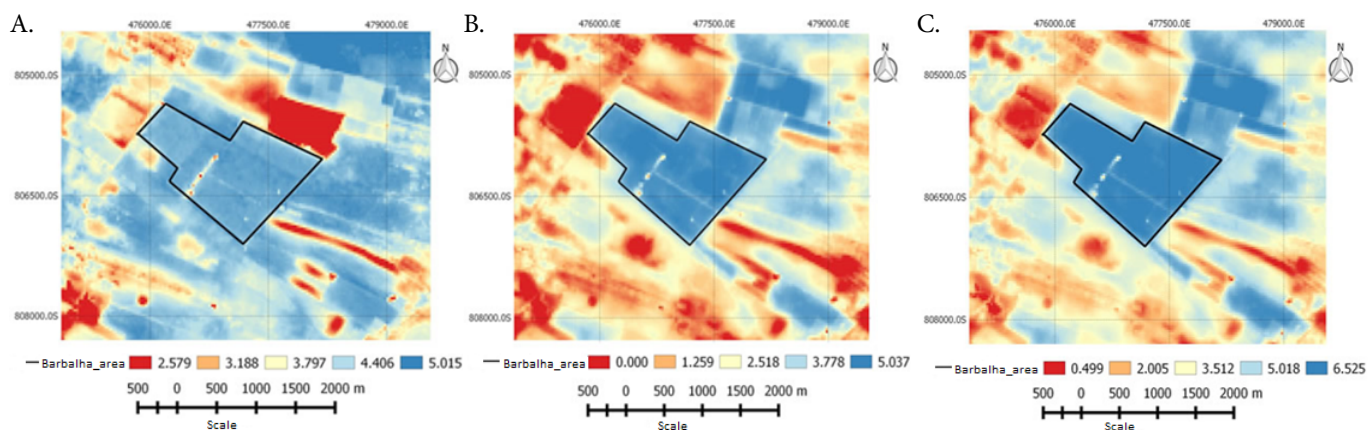 A.
476000.0E 477500.0E 479000.0E
N
805000.0S
806500.0S
808000.0S
Barbalha_area 2.579 3.188 3.797 4.406 5.015
500 0 500 1000 1500 2000 m
Scale
B.
476000.0E 477500.0E 479000.0E
N
805000.0S
806500.0S
808000.0S
Barbalha_area 0.000 1.259 2.518 3.778 5.037
500 0 500 1000 1500 2000 m
Scale
C.
476000.0E 477500.0E 479000.0E
N
805000.0S
806500.0S
808000.0S
Barbalha_area 0.499 2.005 3.512 5.018 6.525
500 0 500 1000 1500 2000 m
Scale